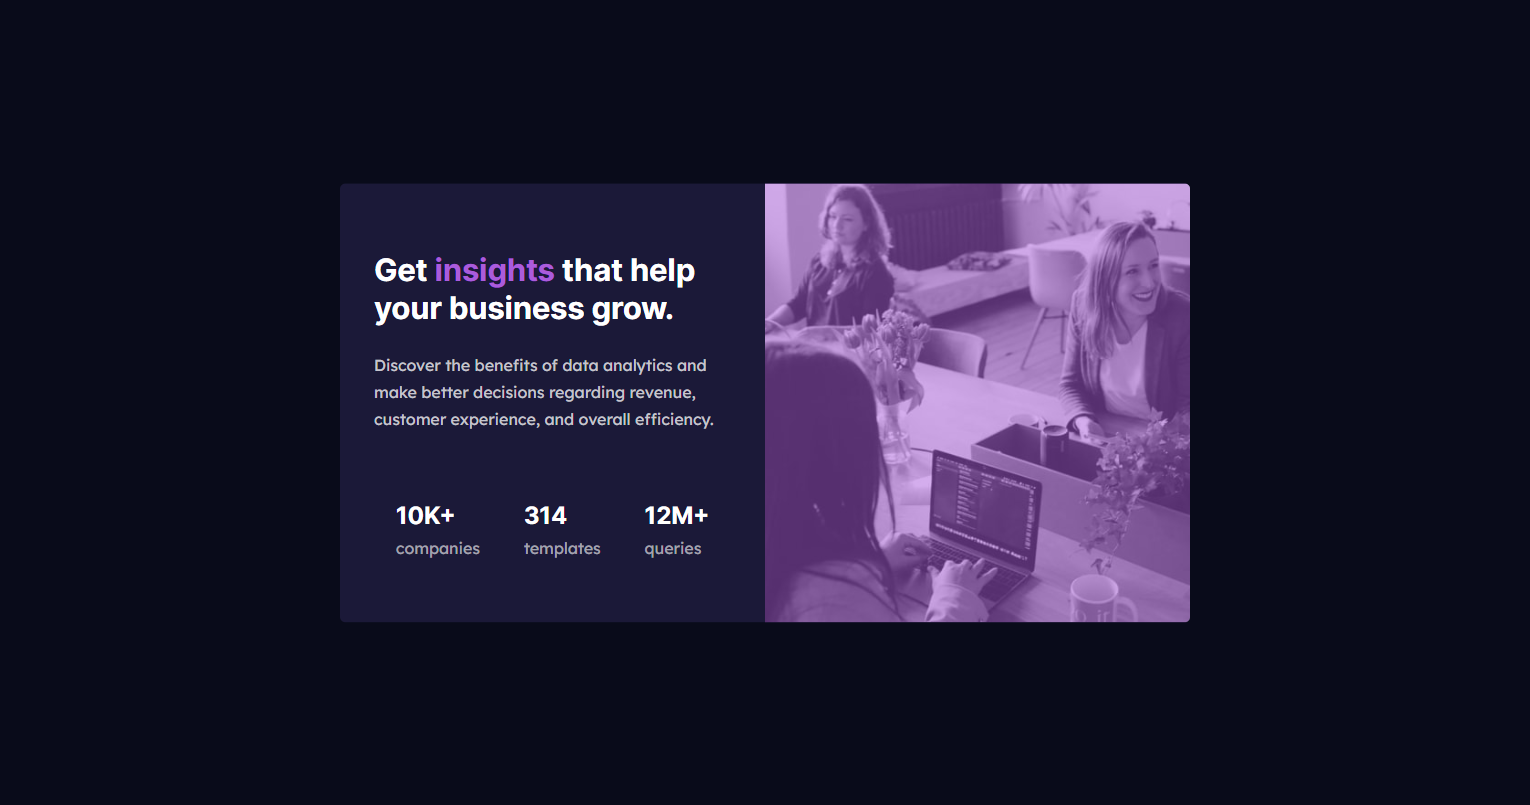 Get insights that help
your business grow.
Discover the benefits of data analytics and
make better decisions regarding revenue,
customer experience, and overall efficiency.
10K+ 314 12M+
companies templates queries